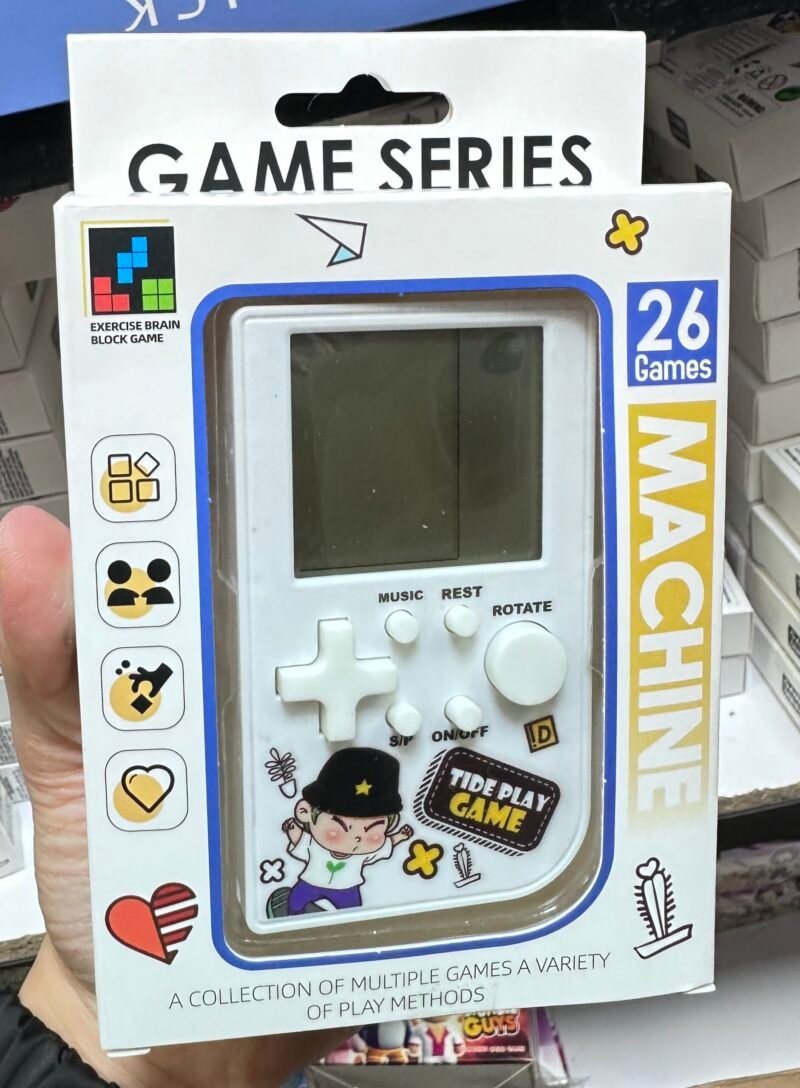 GAME SERIES
EXERCISE BRAIN
BLOCK GAME
26
Games
MACHINE
MUSIC
REST
ROTATE
S/P
ON/OFF
!D
TIDE PLAY
GAME
A COLLECTION OF MULTIPLE GAMES A VARIETY
OF PLAY METHODS
GUYS